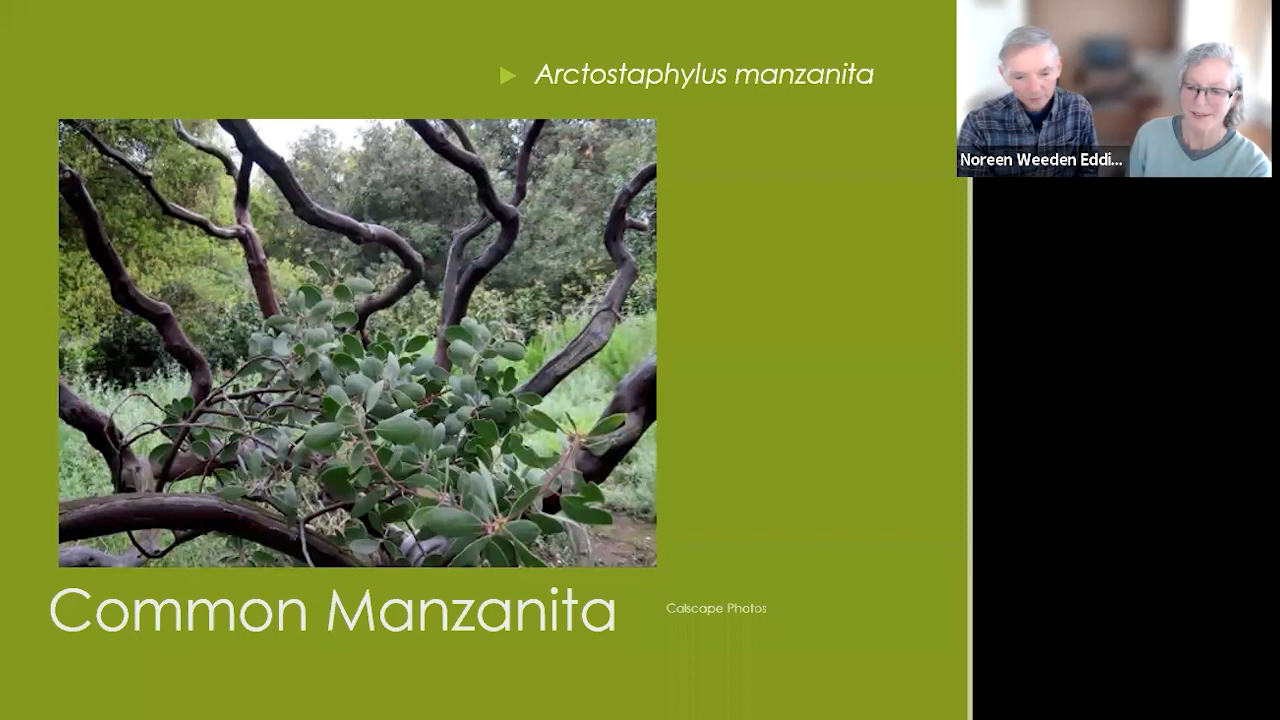 Arctostaphylus manzanita
Noreen Weeden Eddi...
Common Manzanita
Calscape Photos